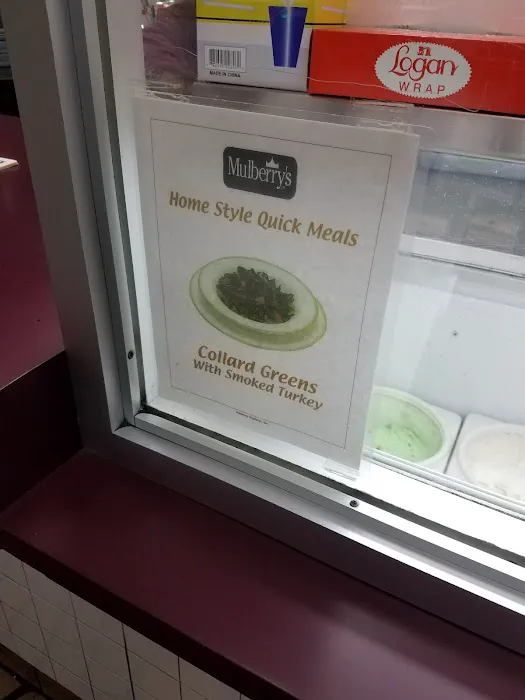 MADE IN CHINA
Logan
WRAP
Mulberry's
Home Style Quick Meals
Collard Greens
With Smoked Turkey